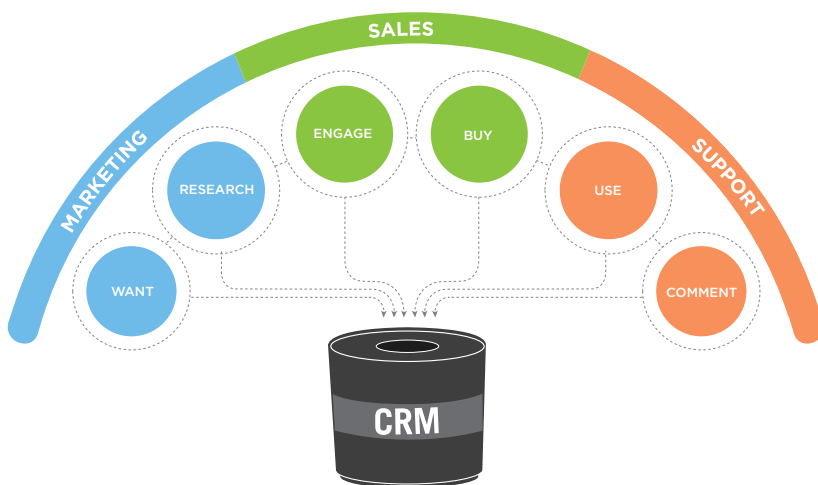 SALES
MARKETING
SUPPORT
ENGAGE
BUY
RESEARCH
USE
WANT
COMMENT
CRM